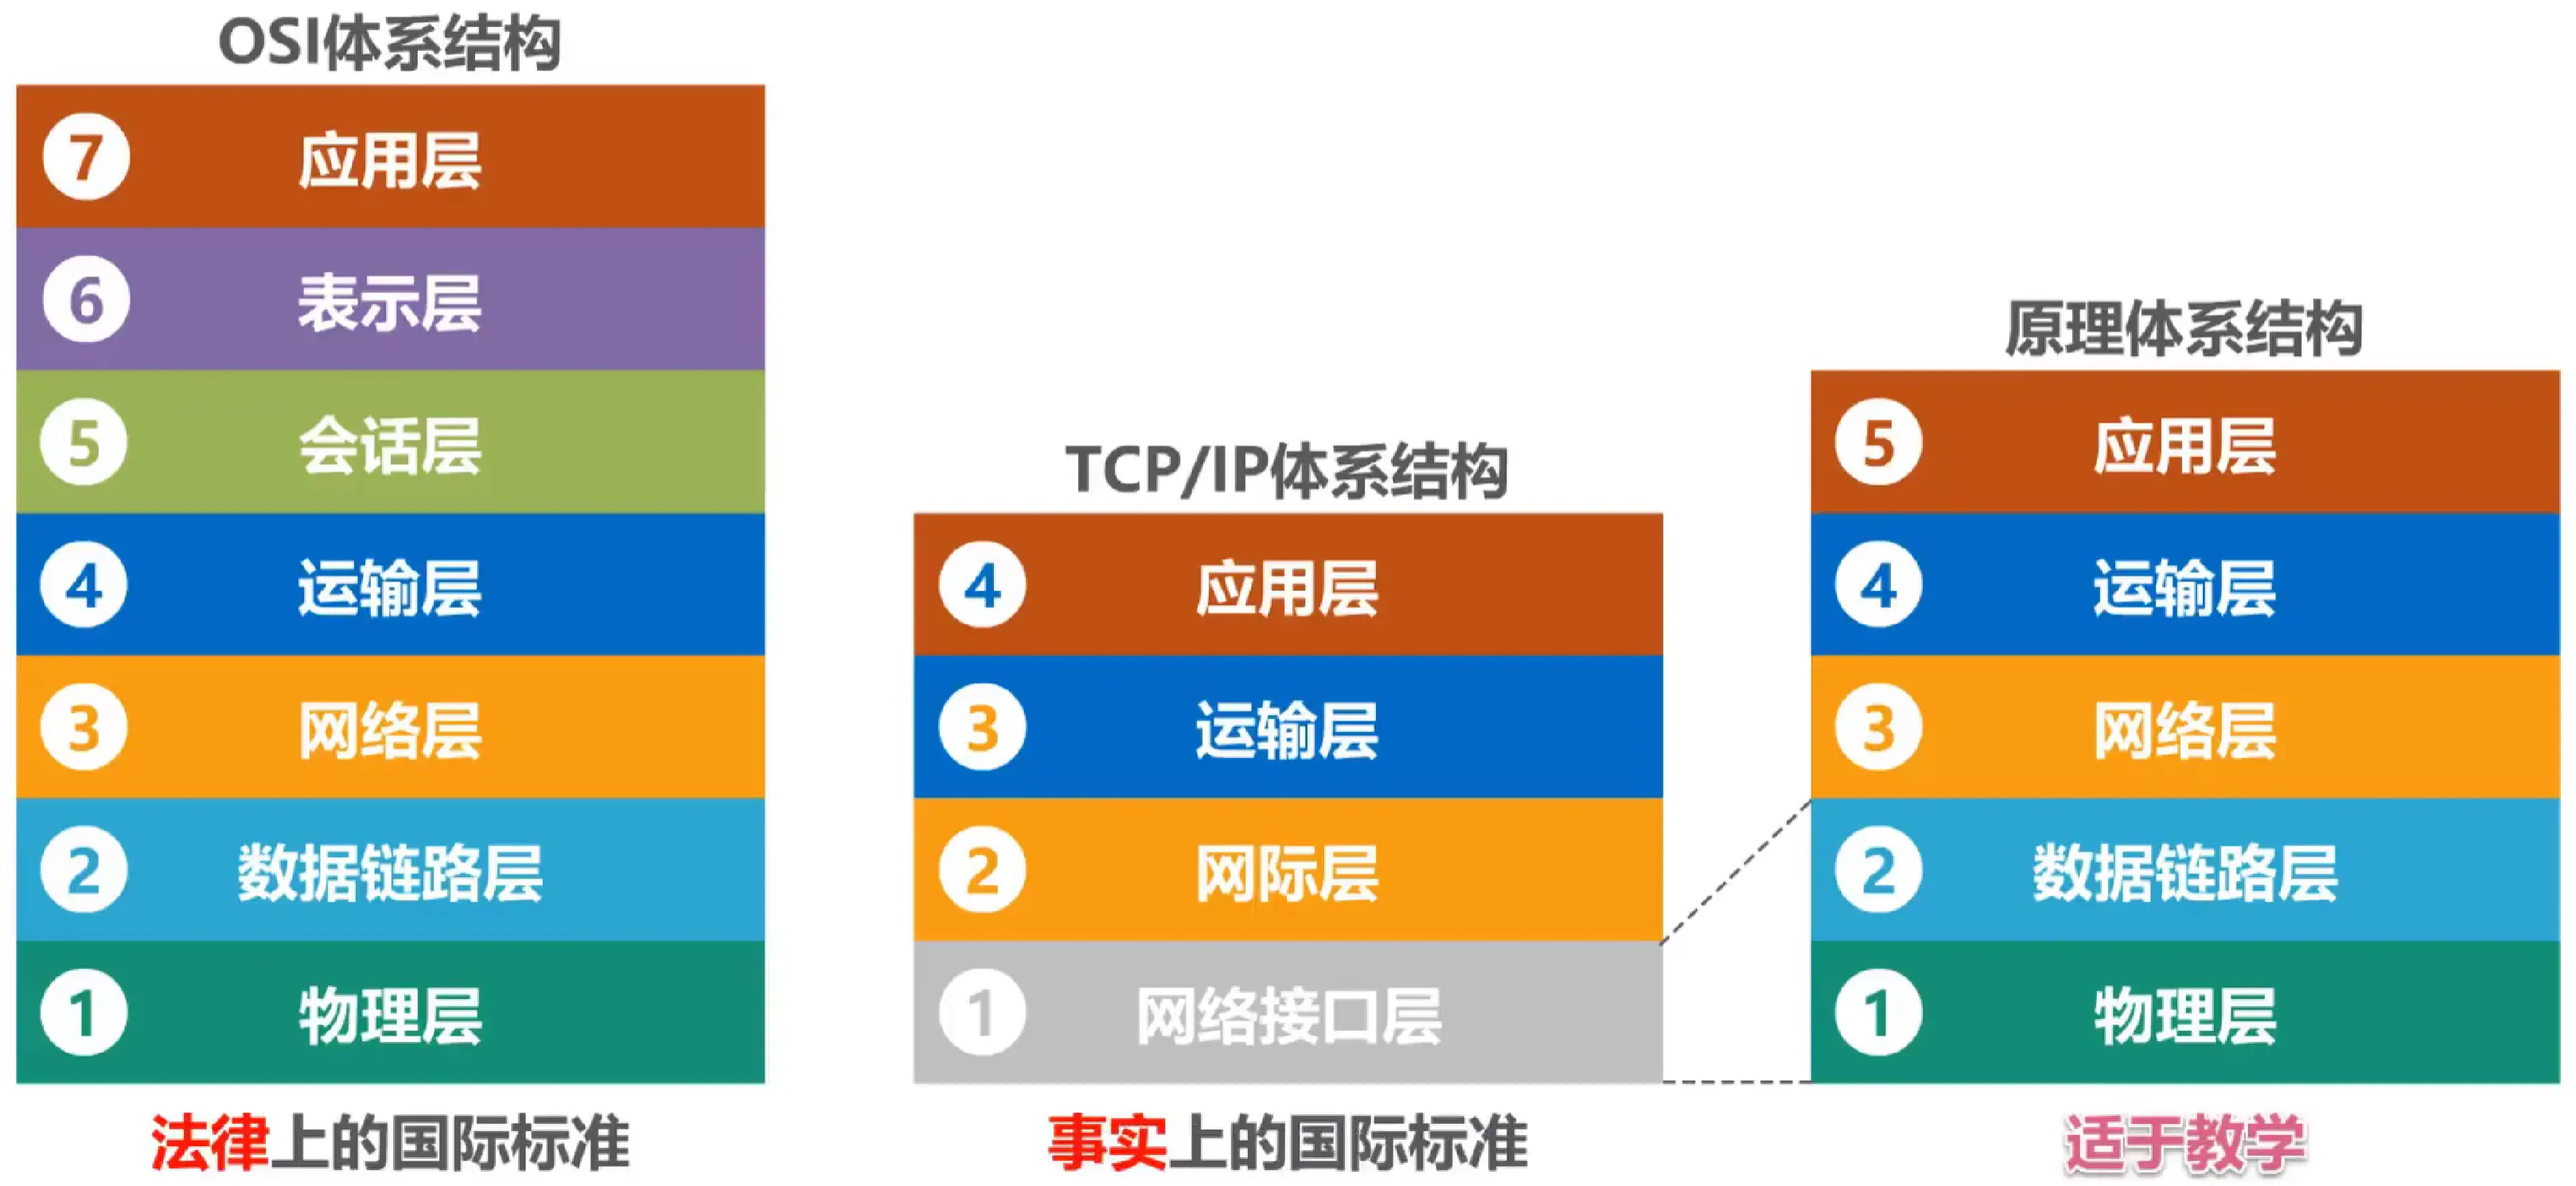 OSI体系结构
7 应用层
6 表示层
5 会话层
4 运输层
3 网络层
2 数据链路层
1 物理层
法律上的国际标准
TCP/IP体系结构
4 应用层
3 运输层
2 网际层
1 网络接口层
事实上的国际标准
原理体系结构
5 应用层
4 运输层
3 网络层
2 数据链路层
1 物理层
适于教学